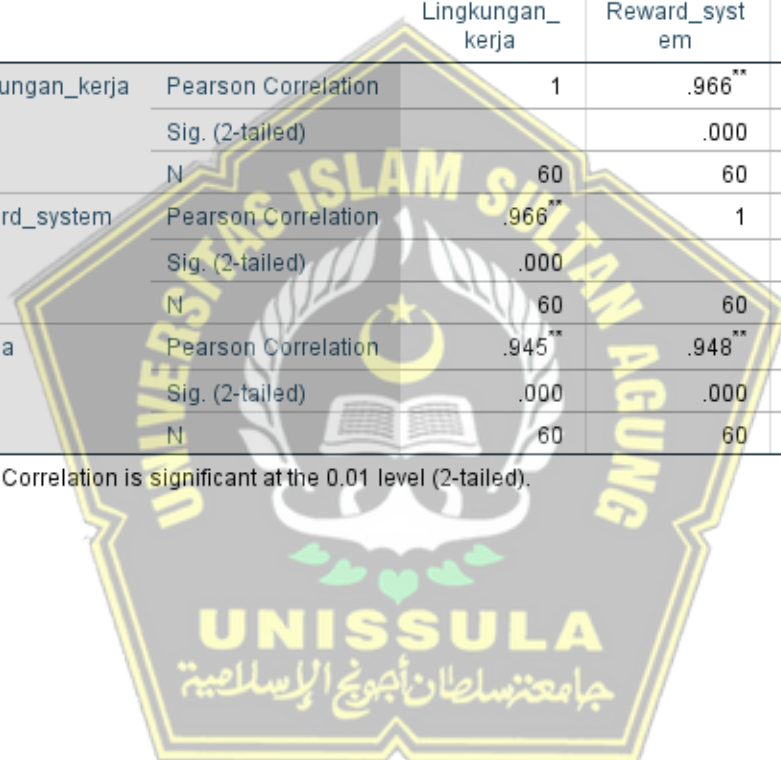 Lingkungan_ Reward_syst
kerja em
ungan_kerja Pearson Correlation 1 .966**
Sig. (2-tailed) .000
N 60 60
rd_system Pearson Correlation .966** 1
Sig. (2-tailed) .000
N 60 60
a Pearson Correlation .945** .948**
Sig. (2-tailed) .000 .000
N 60 60
Correlation is significant at the 0.01 level (2-tailed).
UNIVERSITAS ISLAM SULTAN AGUNG
UNISSULA
جامعتنسلطان أجونج الإسلامية